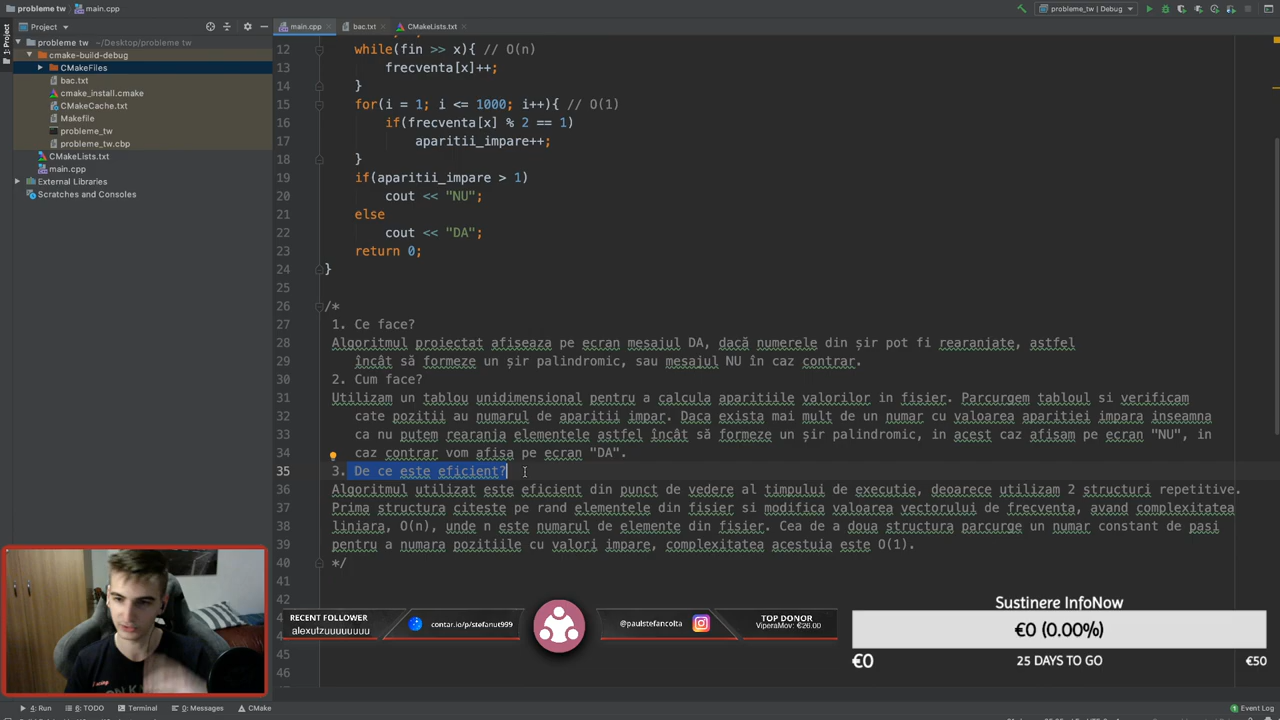 probleme tw
main.cpp
probleme_tw | Debug
Project
main.cpp
bac.txt
CMakeLists.txt
1: Project
probleme tw ~/Desktop/probleme tw
cmake-build-debug
CMakeFiles
bac.txt
cmake_install.cmake
CMakeCache.txt
Makefile
probleme_tw
probleme_tw.cbp
CMakeLists.txt
main.cpp
External Libraries
Scratches and Consoles
12 while(fin >> x){ // O(n)
13 frecventa[x]++;
14 }
15 for(i = 1; i <= 1000; i++){ // O(1)
16 if(frecventa[x] % 2 == 1)
17 aparitii_impare++;
18 }
19 if(aparitii_impare > 1)
20 cout << "NU";
21 else
22 cout << "DA";
23 return 0;
24 }
25
26 /*
27 1. Ce face?
28 Algoritmul proiectat afiseaza pe ecran mesajul DA, dacă numerele din șir pot fi rearanjate, astfel
29 încât să formeze un șir palindromic, sau mesajul NU în caz contrar.
30 2. Cum face?
31 Utilizam un tablou unidimensional pentru a calcula aparitiile valorilor in fisier. Parcurgem tabloul si verificam
32 cate pozitii au numarul de aparitii impar. Daca exista mai mult de un numar cu valoarea aparitiei impara inseamna
33 ca nu putem rearanja elementele astfel încât să formeze un șir palindromic, in acest caz afisam pe ecran "NU", in
34 caz contrar vom afisa pe ecran "DA".
35 3. De ce este eficient?
36 Algoritmul utilizat este eficient din punct de vedere al timpului de executie, deoarece utilizam 2 structuri repetitive.
37 Prima structura citeste pe rand elementele din fisier si modifica valoarea vectorului de frecventa, avand complexitatea
38 liniara, O(n), unde n este numarul de elemente din fisier. Cea de a doua structura parcurge un numar constant de pasi
39 pentru a numara pozitiile cu valori impare, complexitatea acestuia este O(1).
40 */
41
42
45
46
RECENT FOLLOWER
alexutzuuuuuuuu
contar.io/p/stefanut999
@paulstefancolta
TOP DONOR
ViperaMov: €26.00
Sustinere InfoNow
€0 (0.00%)
€0
25 DAYS TO GO
€50
4: Run
6: TODO
Terminal
0: Messages
CMake
Event Log